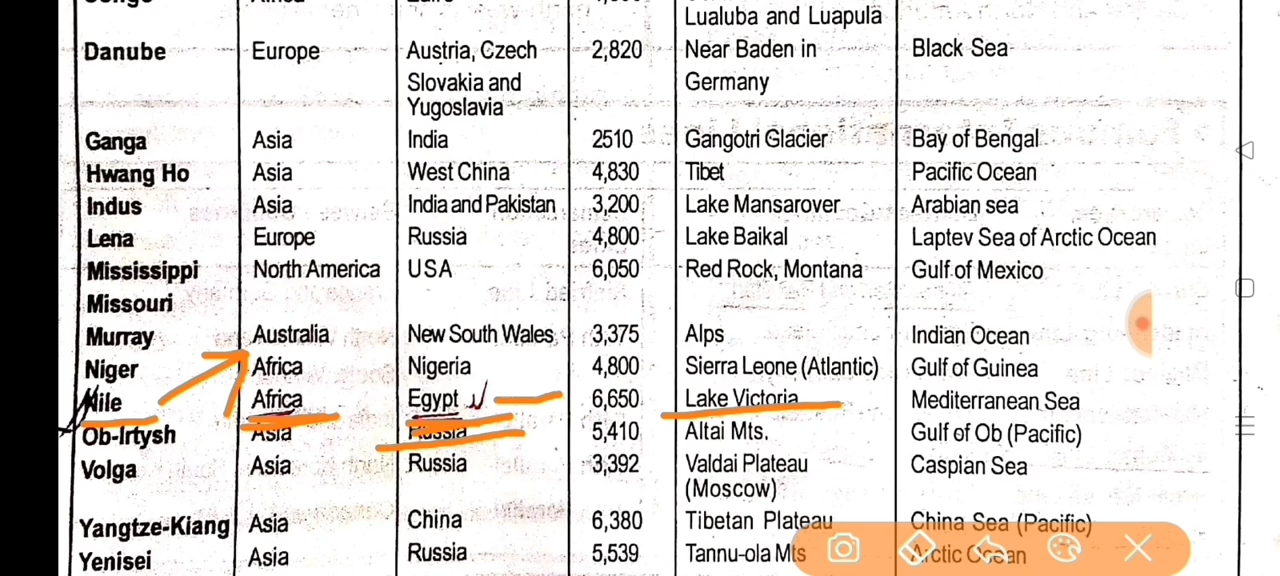 Lualuba and Luapula
Danube Europe Austria, Czech 2,820 Near Baden in Black Sea
Slovakia and Germany
Yugoslavia
Ganga Asia India 2510 Gangotri Glacier Bay of Bengal
Hwang Ho Asia West China 4,830 Tibet Pacific Ocean
Indus Asia India and Pakistan 3,200 Lake Mansarover Arabian sea
Lena Europe Russia 4,800 Lake Baikal Laptev Sea of Arctic Ocean
Mississippi North America USA 6,050 Red Rock, Montana Gulf of Mexico
Missouri
Murray Australia New South Wales 3,375 Alps Indian Ocean
Niger Africa Nigeria 4,800 Sierra Leone (Atlantic) Gulf of Guinea
Nile Africa Egypt 6,650 Lake Victoria Mediterranean Sea
Ob-Irtysh Asia Russia 5,410 Altai Mts. Gulf of Ob (Pacific)
Volga Asia Russia 3,392 Valdai Plateau Caspian Sea
(Moscow)
Yangtze-Kiang Asia China 6,380 Tibetan Plateau China Sea (Pacific)
Yenisei Asia Russia 5,539 Tannu-ola Mts Arctic Ocean